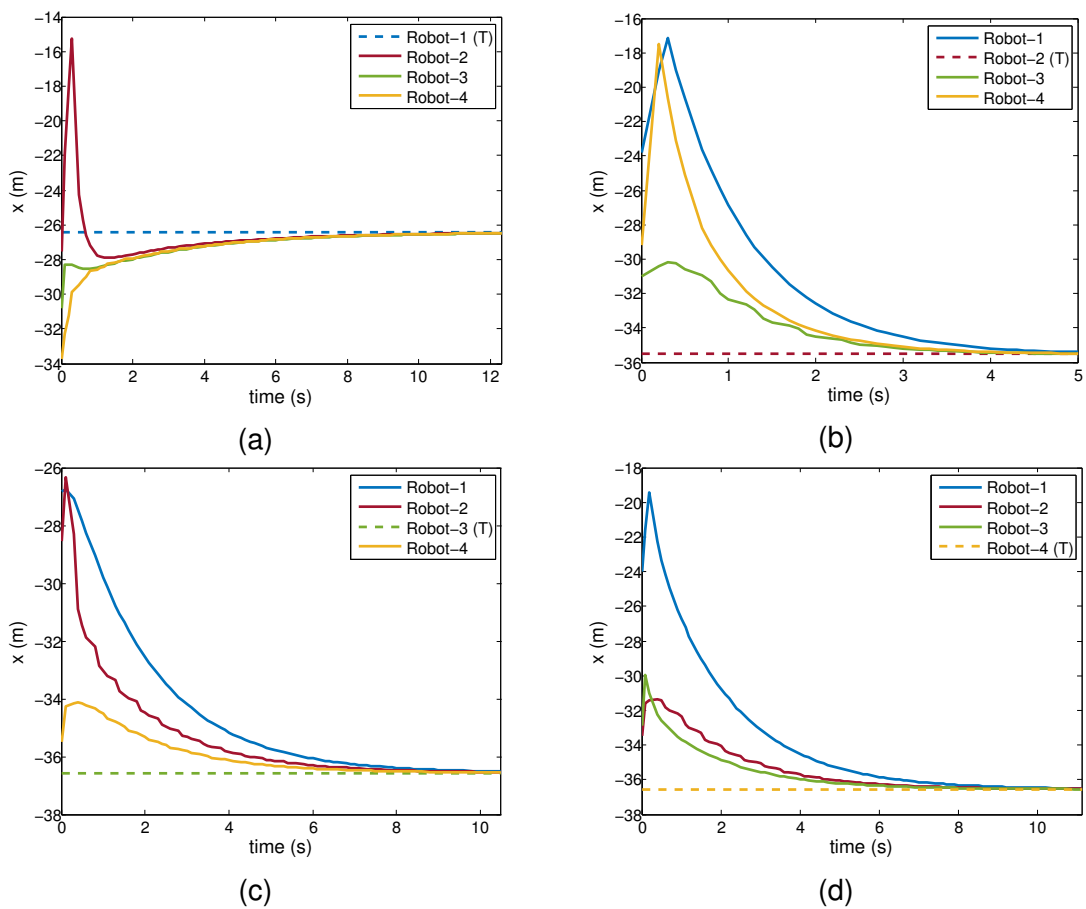 −14
−16
−18
−20
−22
−24
−26
−28
−30
−32
−34
x (m)
0 2 4 6 8 10 12
time (s)
Robot−1 (T)
Robot−2
Robot−3
Robot−4
(a)
−16
−18
−20
−22
−24
−26
−28
−30
−32
−34
−36
x (m)
0 1 2 3 4 5
time (s)
Robot−1
Robot−2 (T)
Robot−3
Robot−4
(b)
−26
−28
−30
−32
−34
−36
−38
x (m)
0 2 4 6 8 10
time (s)
Robot−1
Robot−2
Robot−3 (T)
Robot−4
(c)
−18
−20
−22
−24
−26
−28
−30
−32
−34
−36
−38
x (m)
0 2 4 6 8 10
time (s)
Robot−1
Robot−2
Robot−3
Robot−4 (T)
(d)